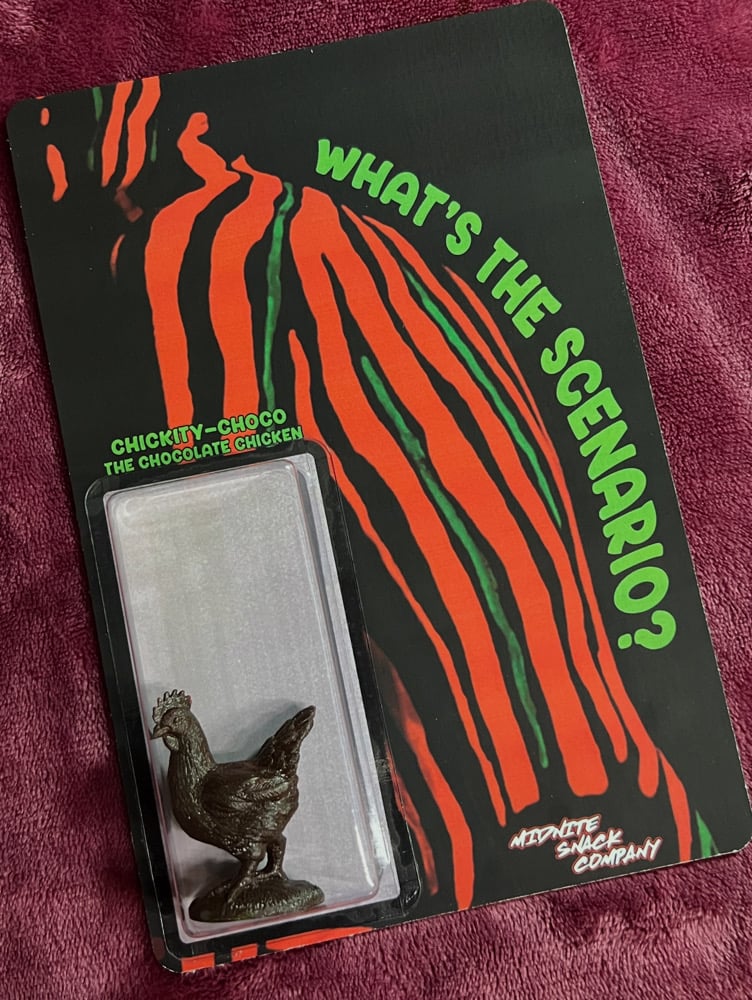 WHAT'S THE SCENARIO?
CHICKITY-CHOCO
THE CHOCOLATE CHICKEN
MIDNITE
SNACK
COMPANY